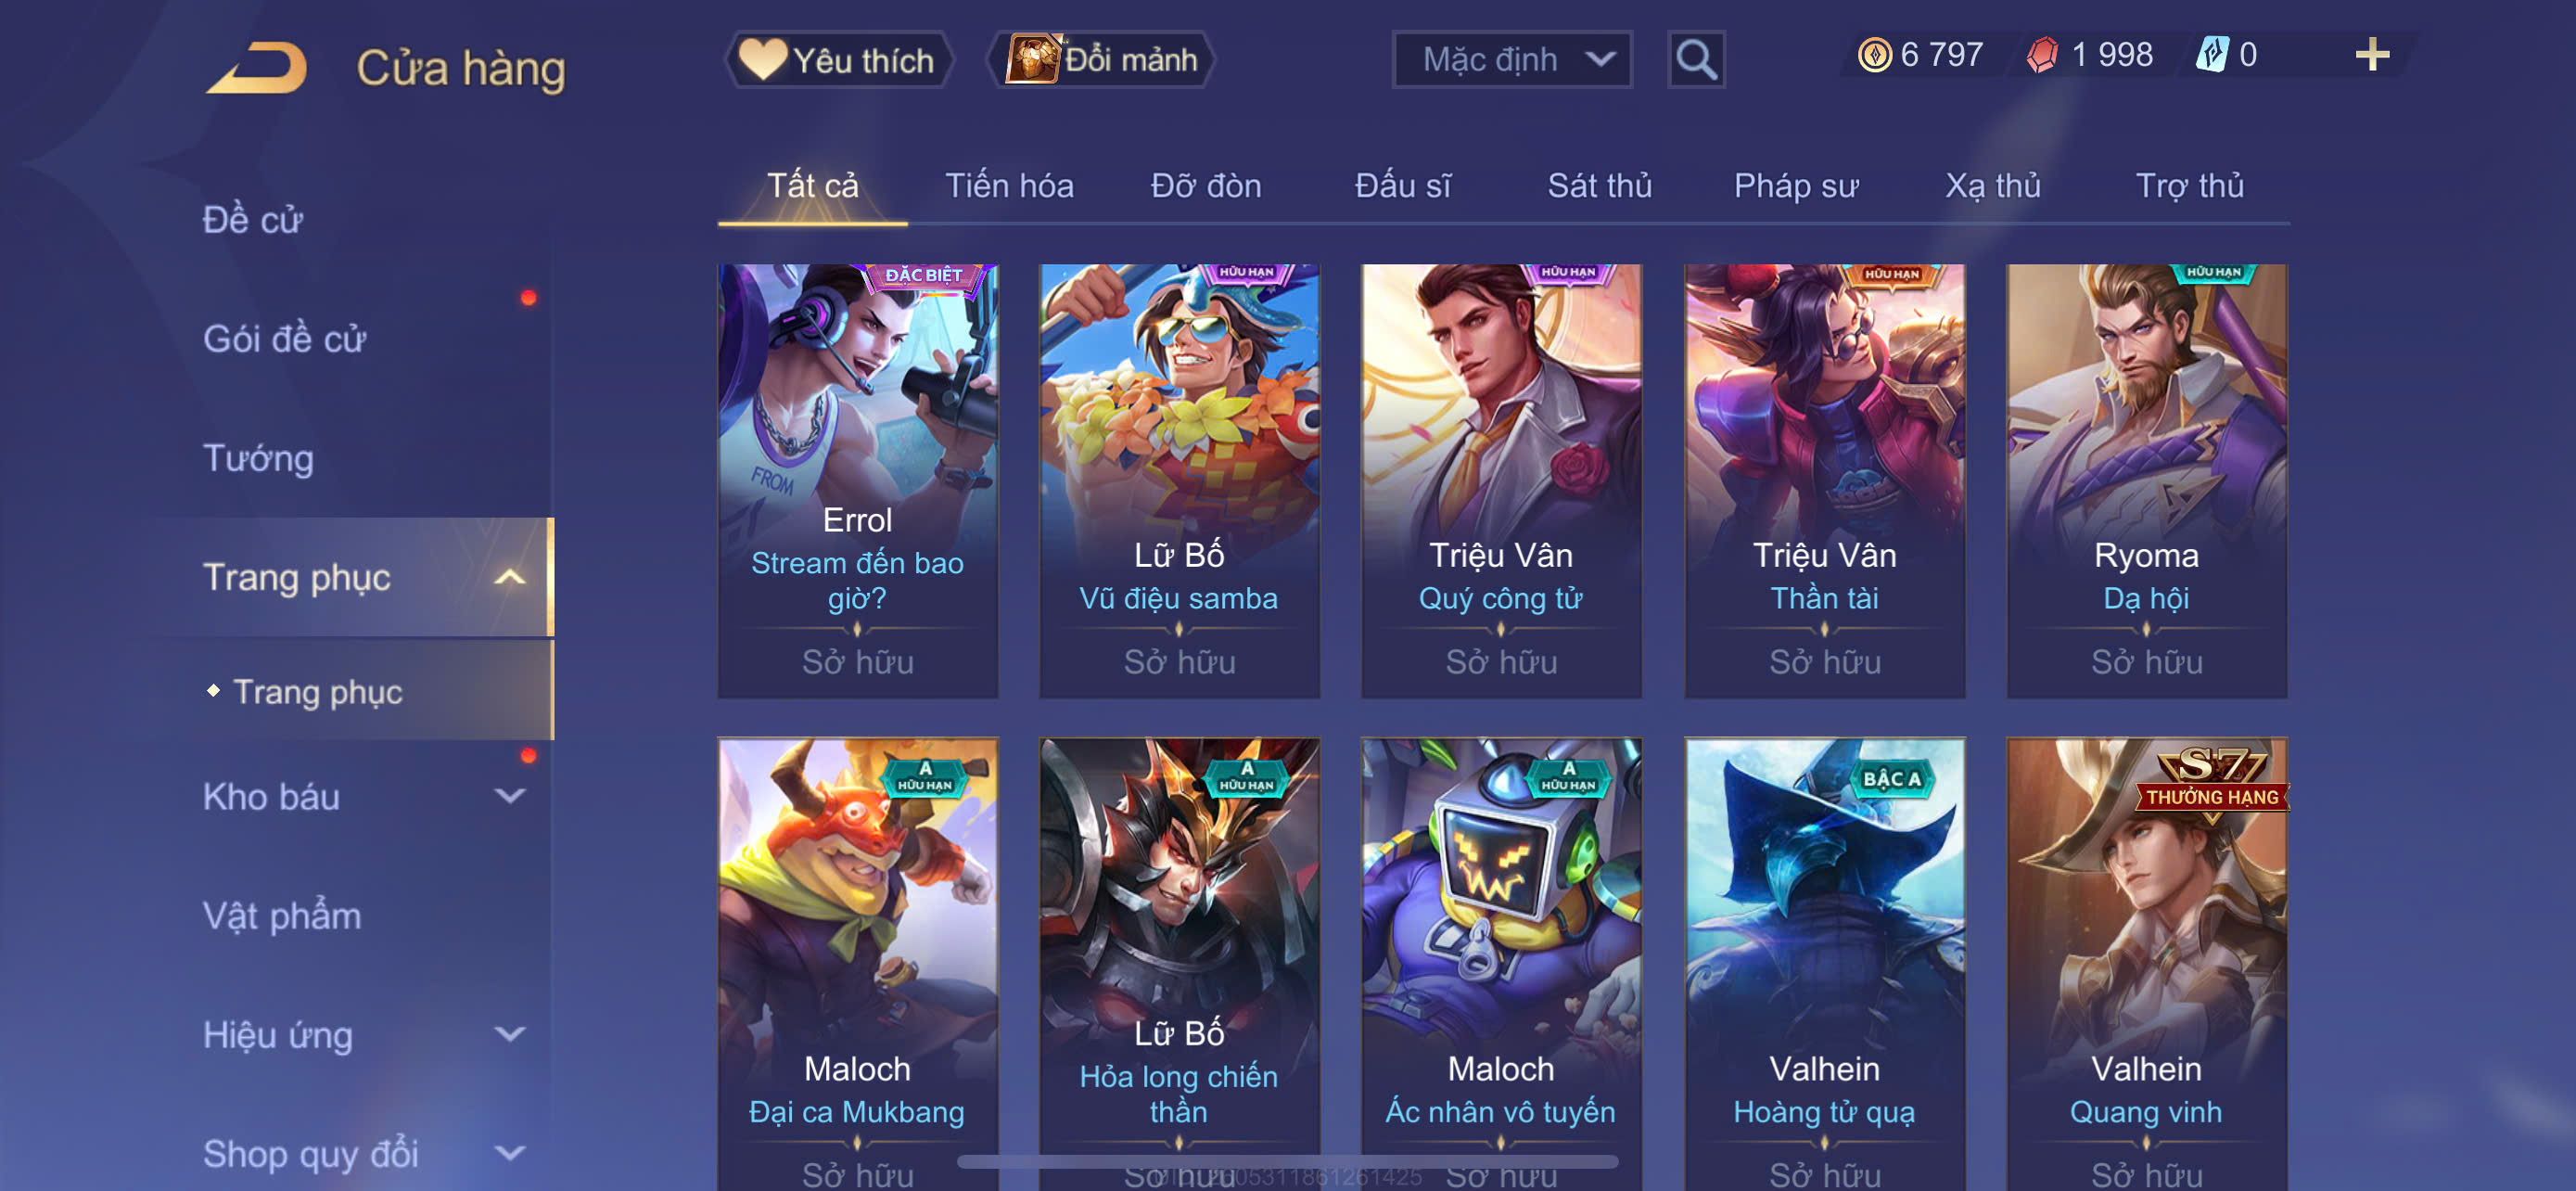 Cửa hàng
Yêu thích
Đổi mảnh
Mặc định
6 797
1 998
0
Đề cử
Gói đề cử
Tướng
Trang phục
Trang phục
Kho báu
Vật phẩm
Hiệu ứng
Shop quy đổi
Tất cả
Tiến hóa
Đỡ đòn
Đấu sĩ
Sát thủ
Pháp sư
Xạ thủ
Trợ thủ
ĐẶC BIỆT
FROM
Errol
Stream đến bao
giờ?
Sở hữu
HỮU HẠN
Lữ Bố
Vũ điệu samba
Sở hữu
HỮU HẠN
Triệu Vân
Quý công tử
Sở hữu
HỮU HẠN
Triệu Vân
Thần tài
Sở hữu
HỮU HẠN
Ryoma
Dạ hội
Sở hữu
A
HỮU HẠN
Maloch
Đại ca Mukbang
Sở hữu
A
HỮU HẠN
Lữ Bố
Hỏa long chiến
thần
Sở hữu
A
HỮU HẠN
Maloch
Ác nhân vô tuyến
Sở hữu
BẬC A
Valhein
Hoàng tử quạ
Sở hữu
S7
THƯỞNG HẠNG
Valhein
Quang vinh
Sở hữu